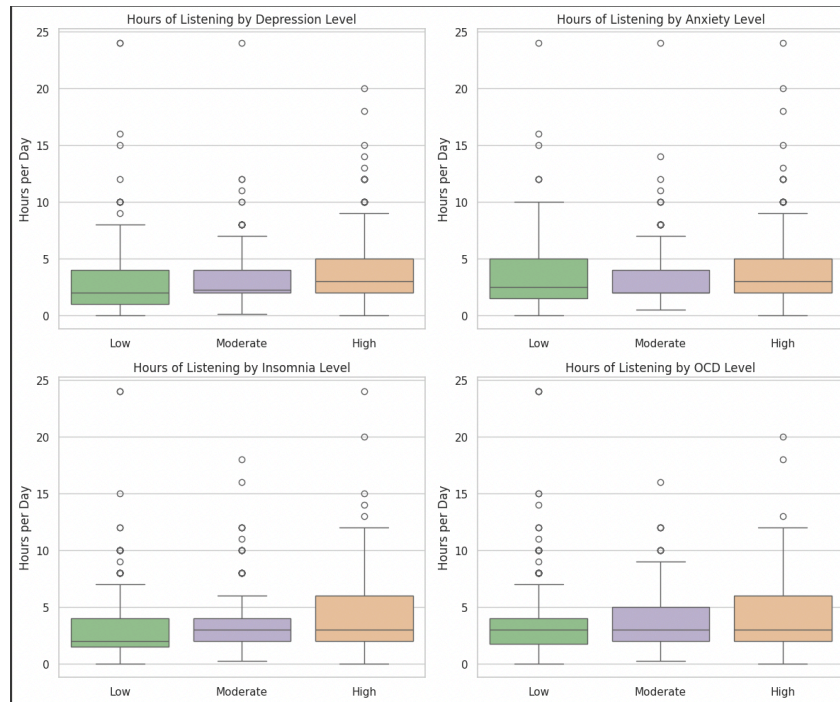 Hours of Listening by Depression Level
25
20
15
10
5
0
Hours per Day
Low Moderate High
Hours of Listening by Anxiety Level
25
20
15
10
5
0
Hours per Day
Low Moderate High
Hours of Listening by Insomnia Level
25
20
15
10
5
0
Hours per Day
Low Moderate High
Hours of Listening by OCD Level
25
20
15
10
5
0
Hours per Day
Low Moderate High